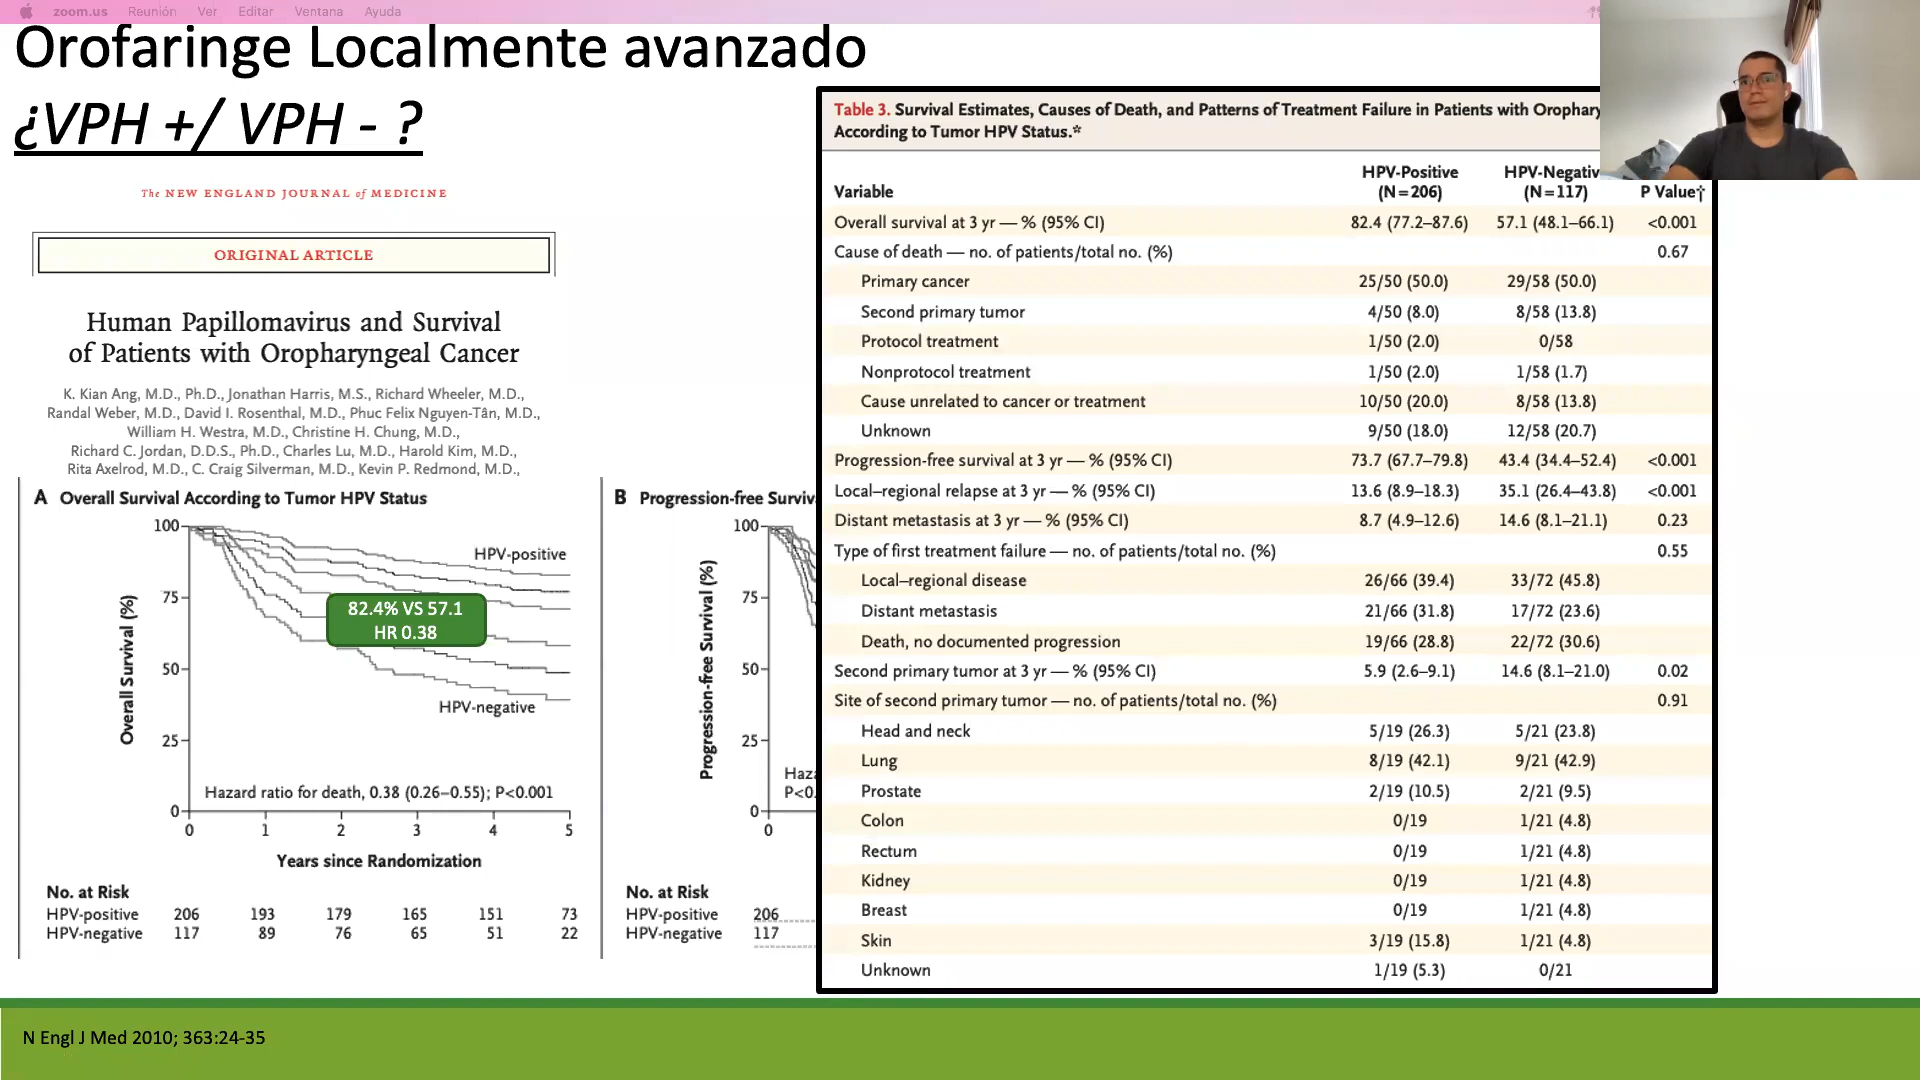 zoom.us Reunión Ver Editar Ventana Ayuda
Orofaringe Localmente avanzado
¿VPH +/ VPH - ?
The NEW ENGLAND JOURNAL of MEDICINE
ORIGINAL ARTICLE
Human Papillomavirus and Survival
of Patients with Oropharyngeal Cancer
K. Kian Ang, M.D., Ph.D., Jonathan Harris, M.S., Richard Wheeler, M.D.,
Randal Weber, M.D., David I. Rosenthal, M.D., Phuc Felix Nguyen-Tân, M.D.,
William H. Westra, M.D., Christine H. Chung, M.D.,
Richard C. Jordan, D.D.S., Ph.D., Charles Lu, M.D., Harold Kim, M.D.,
Rita Axelrod, M.D., C. Craig Silverman, M.D., Kevin P. Redmond, M.D.,
A Overall Survival According to Tumor HPV Status
Overall Survival (%)
100
75
50
25
0
HPV-positive
82.4% VS 57.1
HR 0.38
HPV-negative
Hazard ratio for death, 0.38 (0.26–0.55); P<0.001
0 1 2 3 4 5
Years since Randomization
No. at Risk
HPV-positive 206 193 179 165 151 73
HPV-negative 117 89 76 65 51 22
B Progression-free Surviv
Progression-free Survival (%)
100
75
50
25
0
Haza
P<0.
0
No. at Risk
HPV-positive 206
HPV-negative 117
Table 3. Survival Estimates, Causes of Death, and Patterns of Treatment Failure in Patients with Orophary
According to Tumor HPV Status.*
Variable HPV-Positive (N=206) HPV-Negativ (N=117) P Value†
Overall survival at 3 yr — % (95% CI) 82.4 (77.2–87.6) 57.1 (48.1–66.1) <0.001
Cause of death — no. of patients/total no. (%) 0.67
Primary cancer 25/50 (50.0) 29/58 (50.0)
Second primary tumor 4/50 (8.0) 8/58 (13.8)
Protocol treatment 1/50 (2.0) 0/58
Nonprotocol treatment 1/50 (2.0) 1/58 (1.7)
Cause unrelated to cancer or treatment 10/50 (20.0) 8/58 (13.8)
Unknown 9/50 (18.0) 12/58 (20.7)
Progression-free survival at 3 yr — % (95% CI) 73.7 (67.7–79.8) 43.4 (34.4–52.4) <0.001
Local–regional relapse at 3 yr — % (95% CI) 13.6 (8.9–18.3) 35.1 (26.4–43.8) <0.001
Distant metastasis at 3 yr — % (95% CI) 8.7 (4.9–12.6) 14.6 (8.1–21.1) 0.23
Type of first treatment failure — no. of patients/total no. (%) 0.55
Local–regional disease 26/66 (39.4) 33/72 (45.8)
Distant metastasis 21/66 (31.8) 17/72 (23.6)
Death, no documented progression 19/66 (28.8) 22/72 (30.6)
Second primary tumor at 3 yr — % (95% CI) 5.9 (2.6–9.1) 14.6 (8.1–21.0) 0.02
Site of second primary tumor — no. of patients/total no. (%) 0.91
Head and neck 5/19 (26.3) 5/21 (23.8)
Lung 8/19 (42.1) 9/21 (42.9)
Prostate 2/19 (10.5) 2/21 (9.5)
Colon 0/19 1/21 (4.8)
Rectum 0/19 1/21 (4.8)
Kidney 0/19 1/21 (4.8)
Breast 0/19 1/21 (4.8)
Skin 3/19 (15.8) 1/21 (4.8)
Unknown 1/19 (5.3) 0/21
N Engl J Med 2010; 363:24-35